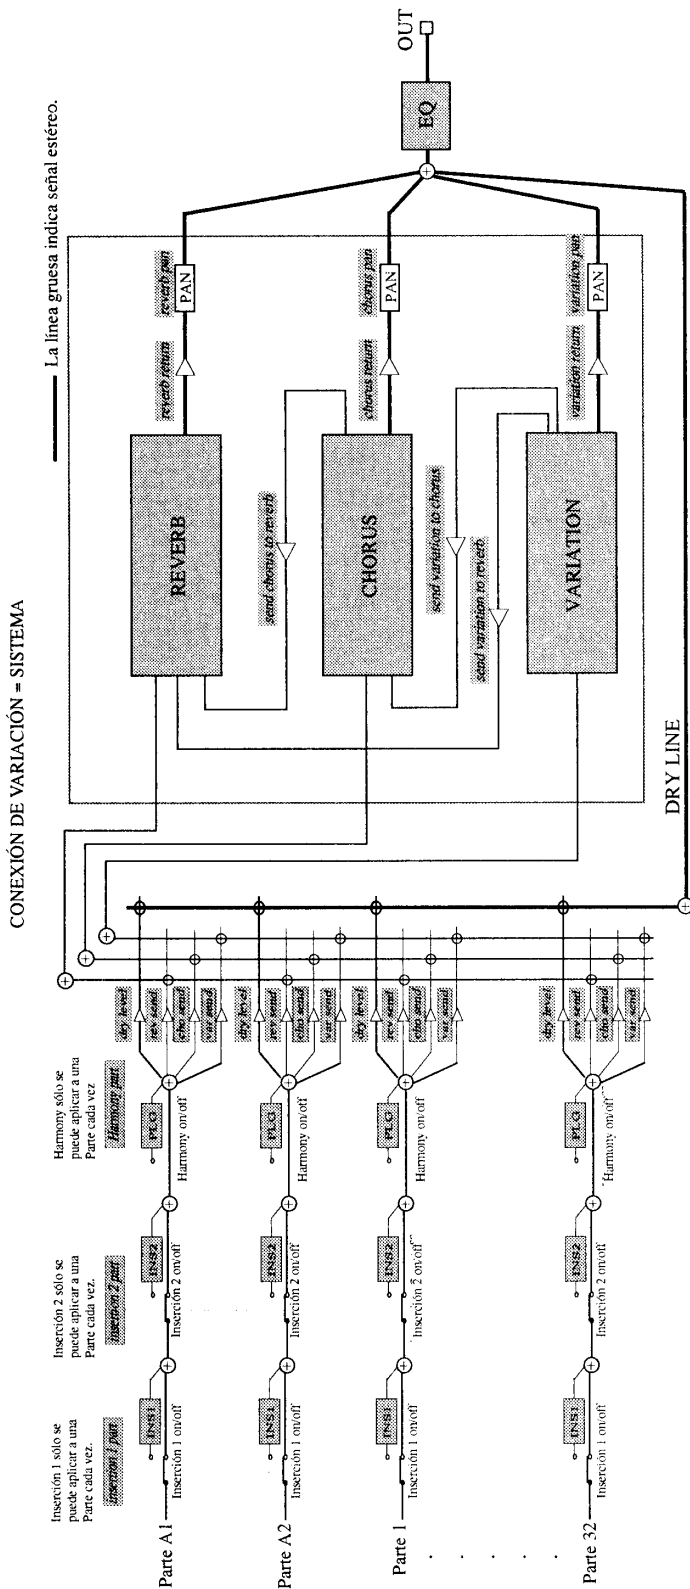 CONEXIÓN DE VARIACIÓN = SISTEMA
La línea gruesa indica señal estéreo.
Inserción 1 sólo se
puede aplicar a una
Parte cada vez.
insertion 1 part
Inserción 2 sólo se
puede aplicar a una
Parte cada vez.
insertion 2 part
Harmony sólo se
puede aplicar a una
Parte cada vez
Harmony part
Parte A1
INS1
Inserción 1 on/off
INS2
Inserción 2 on/off
PLG
Harmony on/off
dry level
rev send
cho send
var send
Parte A2
INS1
Inserción 1 on/off
INS2
Inserción 2 on/off
PLG
Harmony on/off
dry level
rev send
cho send
var send
Parte 1
INS1
Inserción 1 on/off
INS2
Inserción 2 on/off
PLG
Harmony on/off
dry level
rev send
cho send
var send
Parte 32
INS1
Inserción 1 on/off
INS2
Inserción 2 on/off
PLG
Harmony on/off
dry level
rev send
cho send
var send
REVERB
reverb return
reverb pan
PAN
send chorus to reverb
CHORUS
chorus return
chorus pan
PAN
send variation to chorus
send variation to reverb
VARIATION
variation return
variation pan
PAN
DRY LINE
EQ
OUT